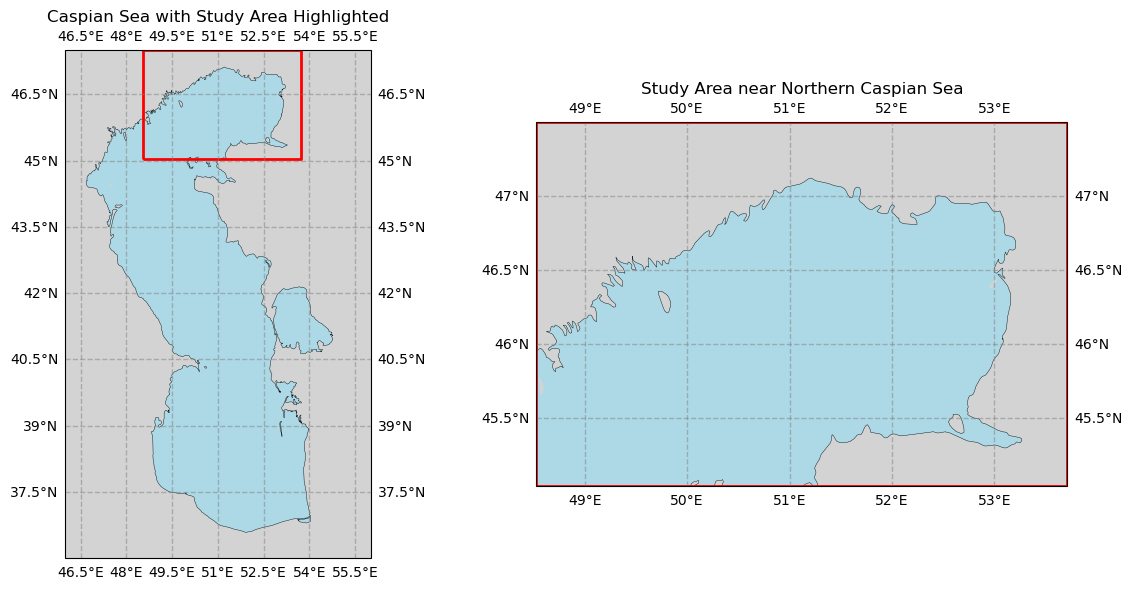 Caspian Sea with Study Area Highlighted
46.5°E 48°E 49.5°E 51°E 52.5°E 54°E 55.5°E
46.5°N 46.5°N
45°N 45°N
43.5°N 43.5°N
42°N 42°N
40.5°N 40.5°N
39°N 39°N
37.5°N 37.5°N
46.5°E 48°E 49.5°E 51°E 52.5°E 54°E 55.5°E
Study Area near Northern Caspian Sea
49°E 50°E 51°E 52°E 53°E
47°N 47°N
46.5°N 46.5°N
46°N 46°N
45.5°N 45.5°N
49°E 50°E 51°E 52°E 53°E